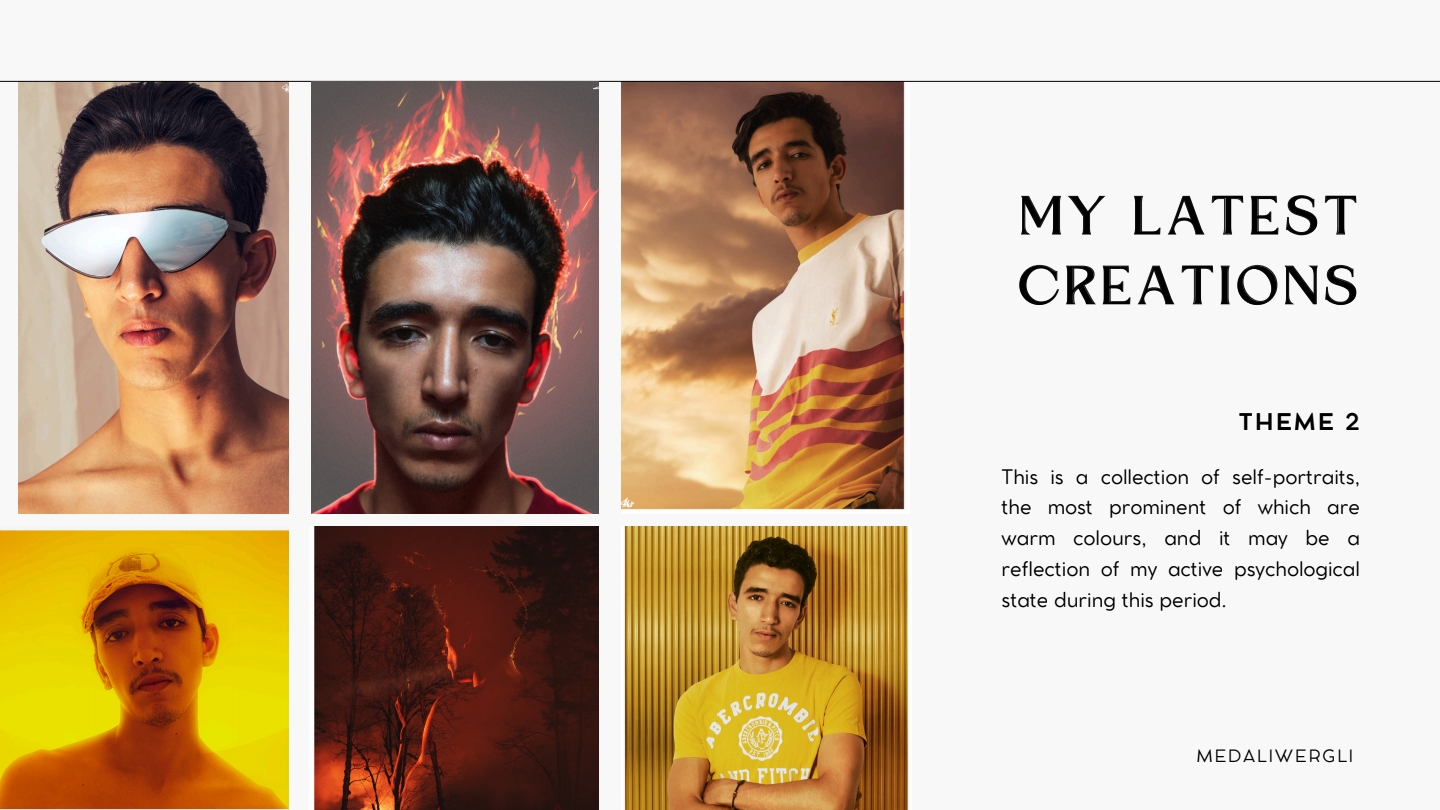 MY LATEST
CREATIONS
THEME 2
This is a collection of self-portraits,
the most prominent of which are
warm colours, and it may be a
reflection of my active psychological
state during this period.
ABERCROMBIE
AND FITCH
MEDALIWERGLI